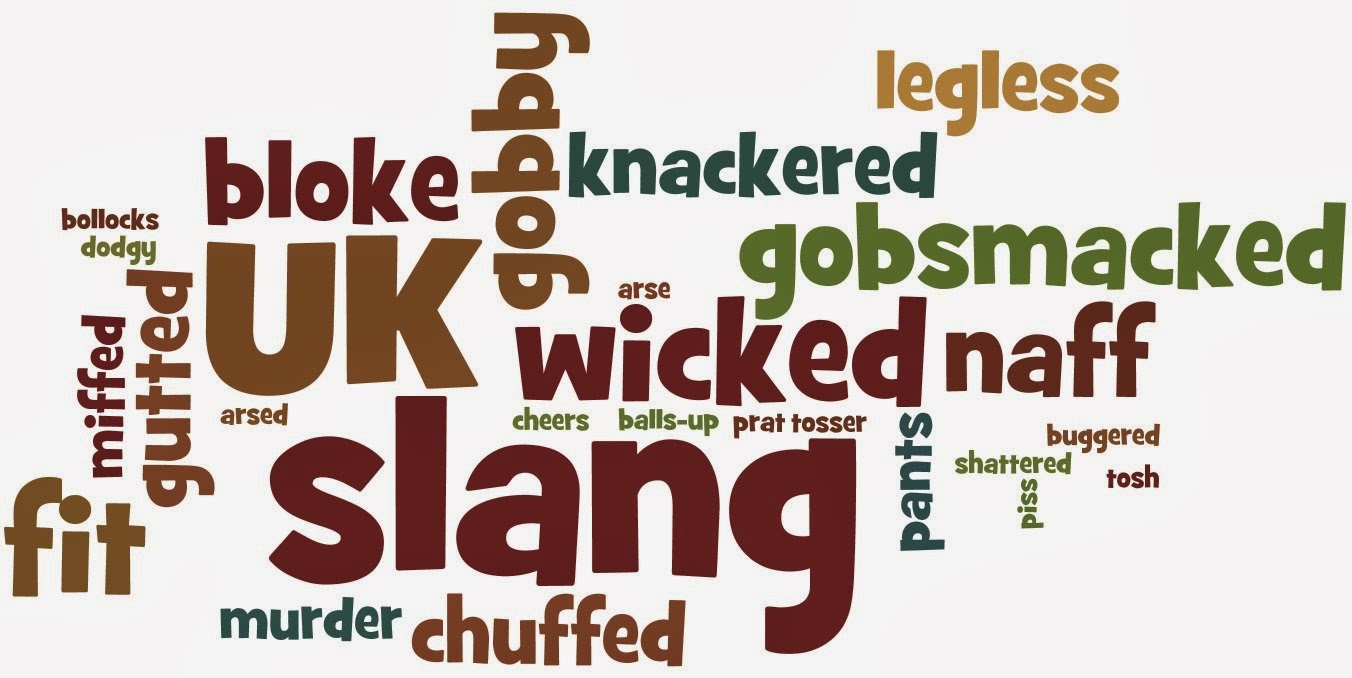 gobby
legless
bloke
knackered
bollocks
dodgy
UK
gobsmacked
gutted
miffed
arse
wicked
naff
arsed
cheers
balls-up
prat tosser
slang
pants
buggered
shattered
tosh
piss
fit
murder
chuffed